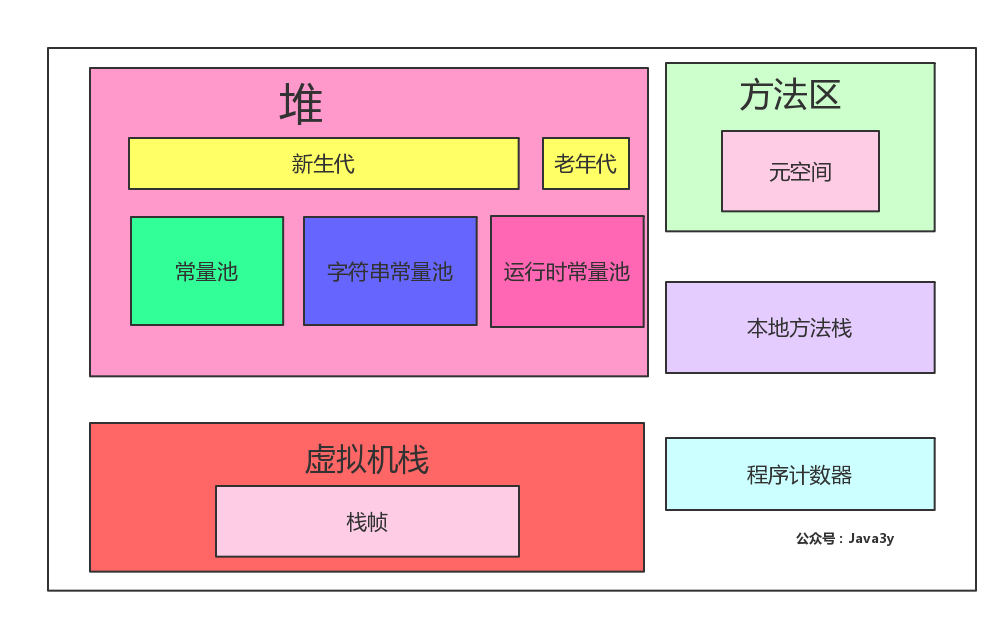 堆
新生代
老年代
常量池
字符串常量池
运行时常量池
方法区
元空间
本地方法栈
虚拟机栈
栈帧
程序计数器
公众号：Java3y